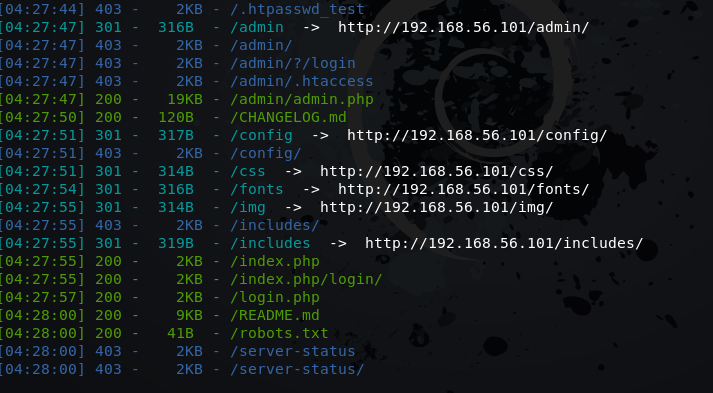 [04:27:44] 403 -    2KB - /.htpasswd_test
[04:27:47] 301 -  316B  - /admin  ->  http://192.168.56.101/admin/
[04:27:47] 403 -    2KB - /admin/
[04:27:47] 403 -    2KB - /admin/?/login
[04:27:47] 403 -    2KB - /admin/.htaccess
[04:27:47] 200 -   19KB - /admin/admin.php
[04:27:50] 200 -  120B  - /CHANGELOG.md
[04:27:51] 301 -  317B  - /config  ->  http://192.168.56.101/config/
[04:27:51] 403 -    2KB - /config/
[04:27:51] 301 -  314B  - /css  ->  http://192.168.56.101/css/
[04:27:54] 301 -  316B  - /fonts  ->  http://192.168.56.101/fonts/
[04:27:55] 301 -  314B  - /img  ->  http://192.168.56.101/img/
[04:27:55] 403 -    2KB - /includes/
[04:27:55] 301 -  319B  - /includes  ->  http://192.168.56.101/includes/
[04:27:55] 200 -    2KB - /index.php
[04:27:55] 200 -    2KB - /index.php/login/
[04:27:57] 200 -    2KB - /login.php
[04:28:00] 200 -    9KB - /README.md
[04:28:00] 200 -   41B  - /robots.txt
[04:28:00] 403 -    2KB - /server-status
[04:28:00] 403 -    2KB - /server-status/